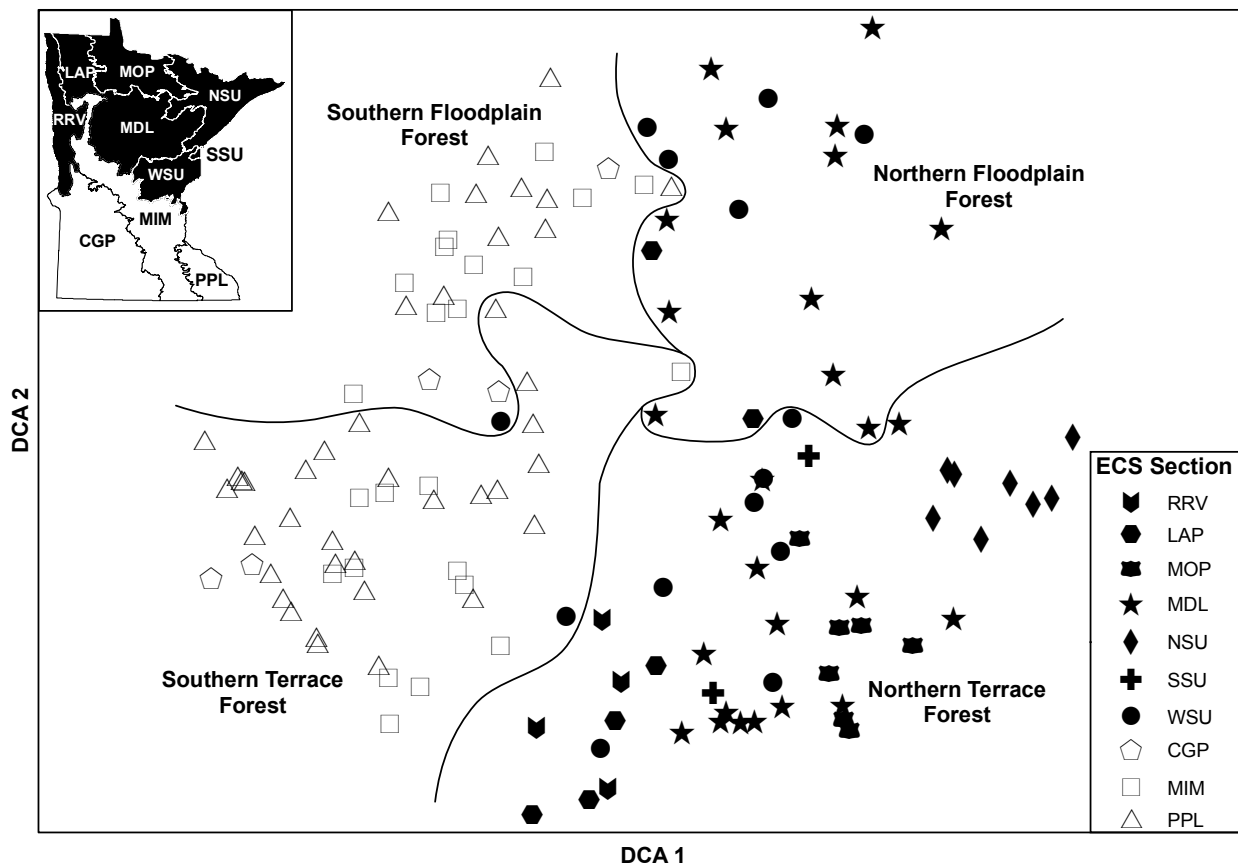 LAP
MOP
NSU
RRV
MDL
SSU
WSU
MIM
CGP
PPL
Southern Floodplain
Forest
Northern Floodplain
Forest
Southern Terrace
Forest
Northern Terrace
Forest
DCA 2
DCA 1
ECS Section
RRV
LAP
MOP
MDL
NSU
SSU
WSU
CGP
MIM
PPL